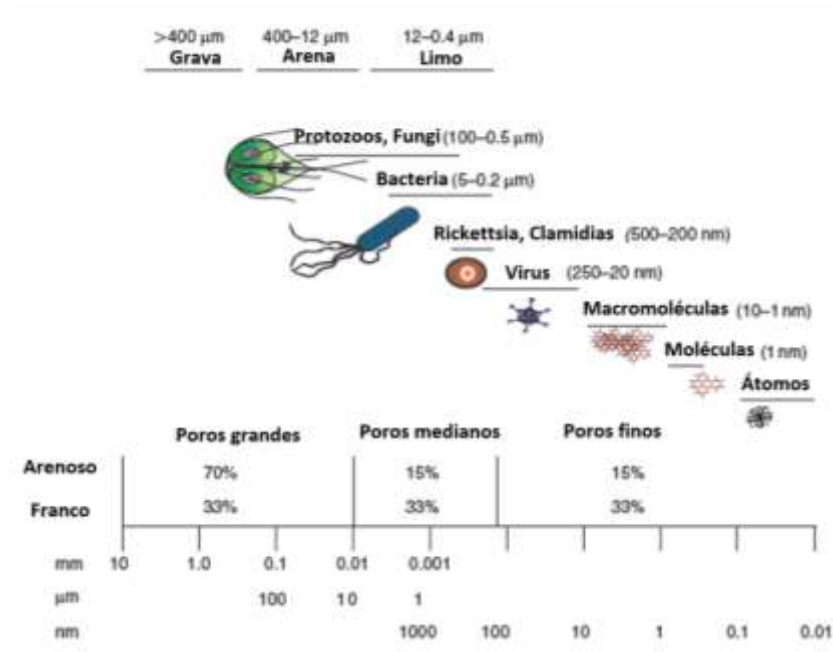 >400 µm 400–12 µm 12–0.4 µm
Grava Arena Limo
Protozoos, Fungi (100–0.5 µm)
Bacteria (5–0.2 µm)
Rickettsia, Clamidias (500–200 nm)
Virus (250–20 nm)
Macromoléculas (10–1 nm)
Moléculas (1 nm)
Átomos
Poros grandes Poros medianos Poros finos
Arenoso 70% 15% 15%
Franco 33% 33% 33%
mm 10 1.0 0.1 0.01 0.001
µm 100 10 1
nm 1000 100 10 1 0.1 0.01